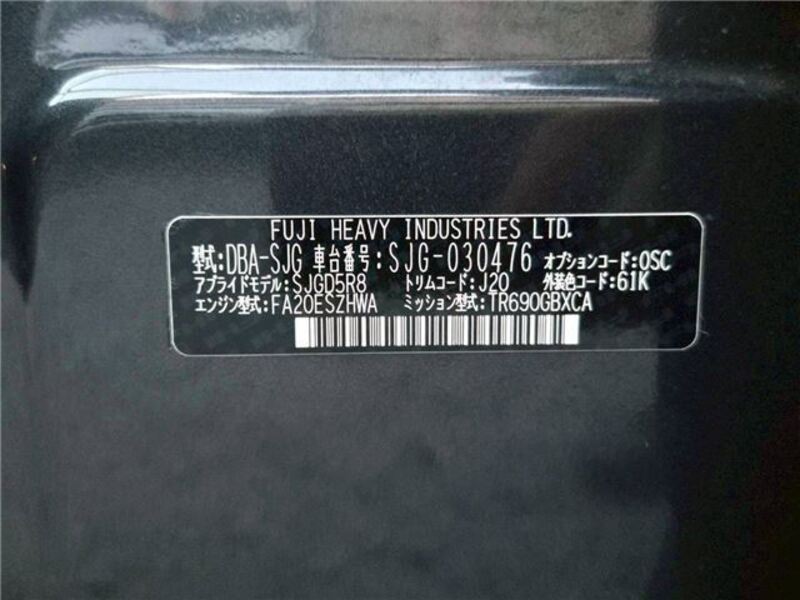 FUJI HEAVY INDUSTRIES LTD.
型式:DBA-SJG 車台番号:SJG-030476 オプションコード:OSC
アプライドモデル:SJGD5R8 トリムコード:J20 外装色コード:61K
エンジン型式:FA20ESZHWA ミッション型式:TR690GBXCA